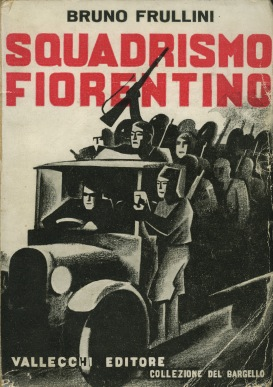 BRUNO FRULLINI
SQUADRISMO
FIORENTINO
VALLECCHI EDITORE
COLLEZIONE DEL BARGELLO